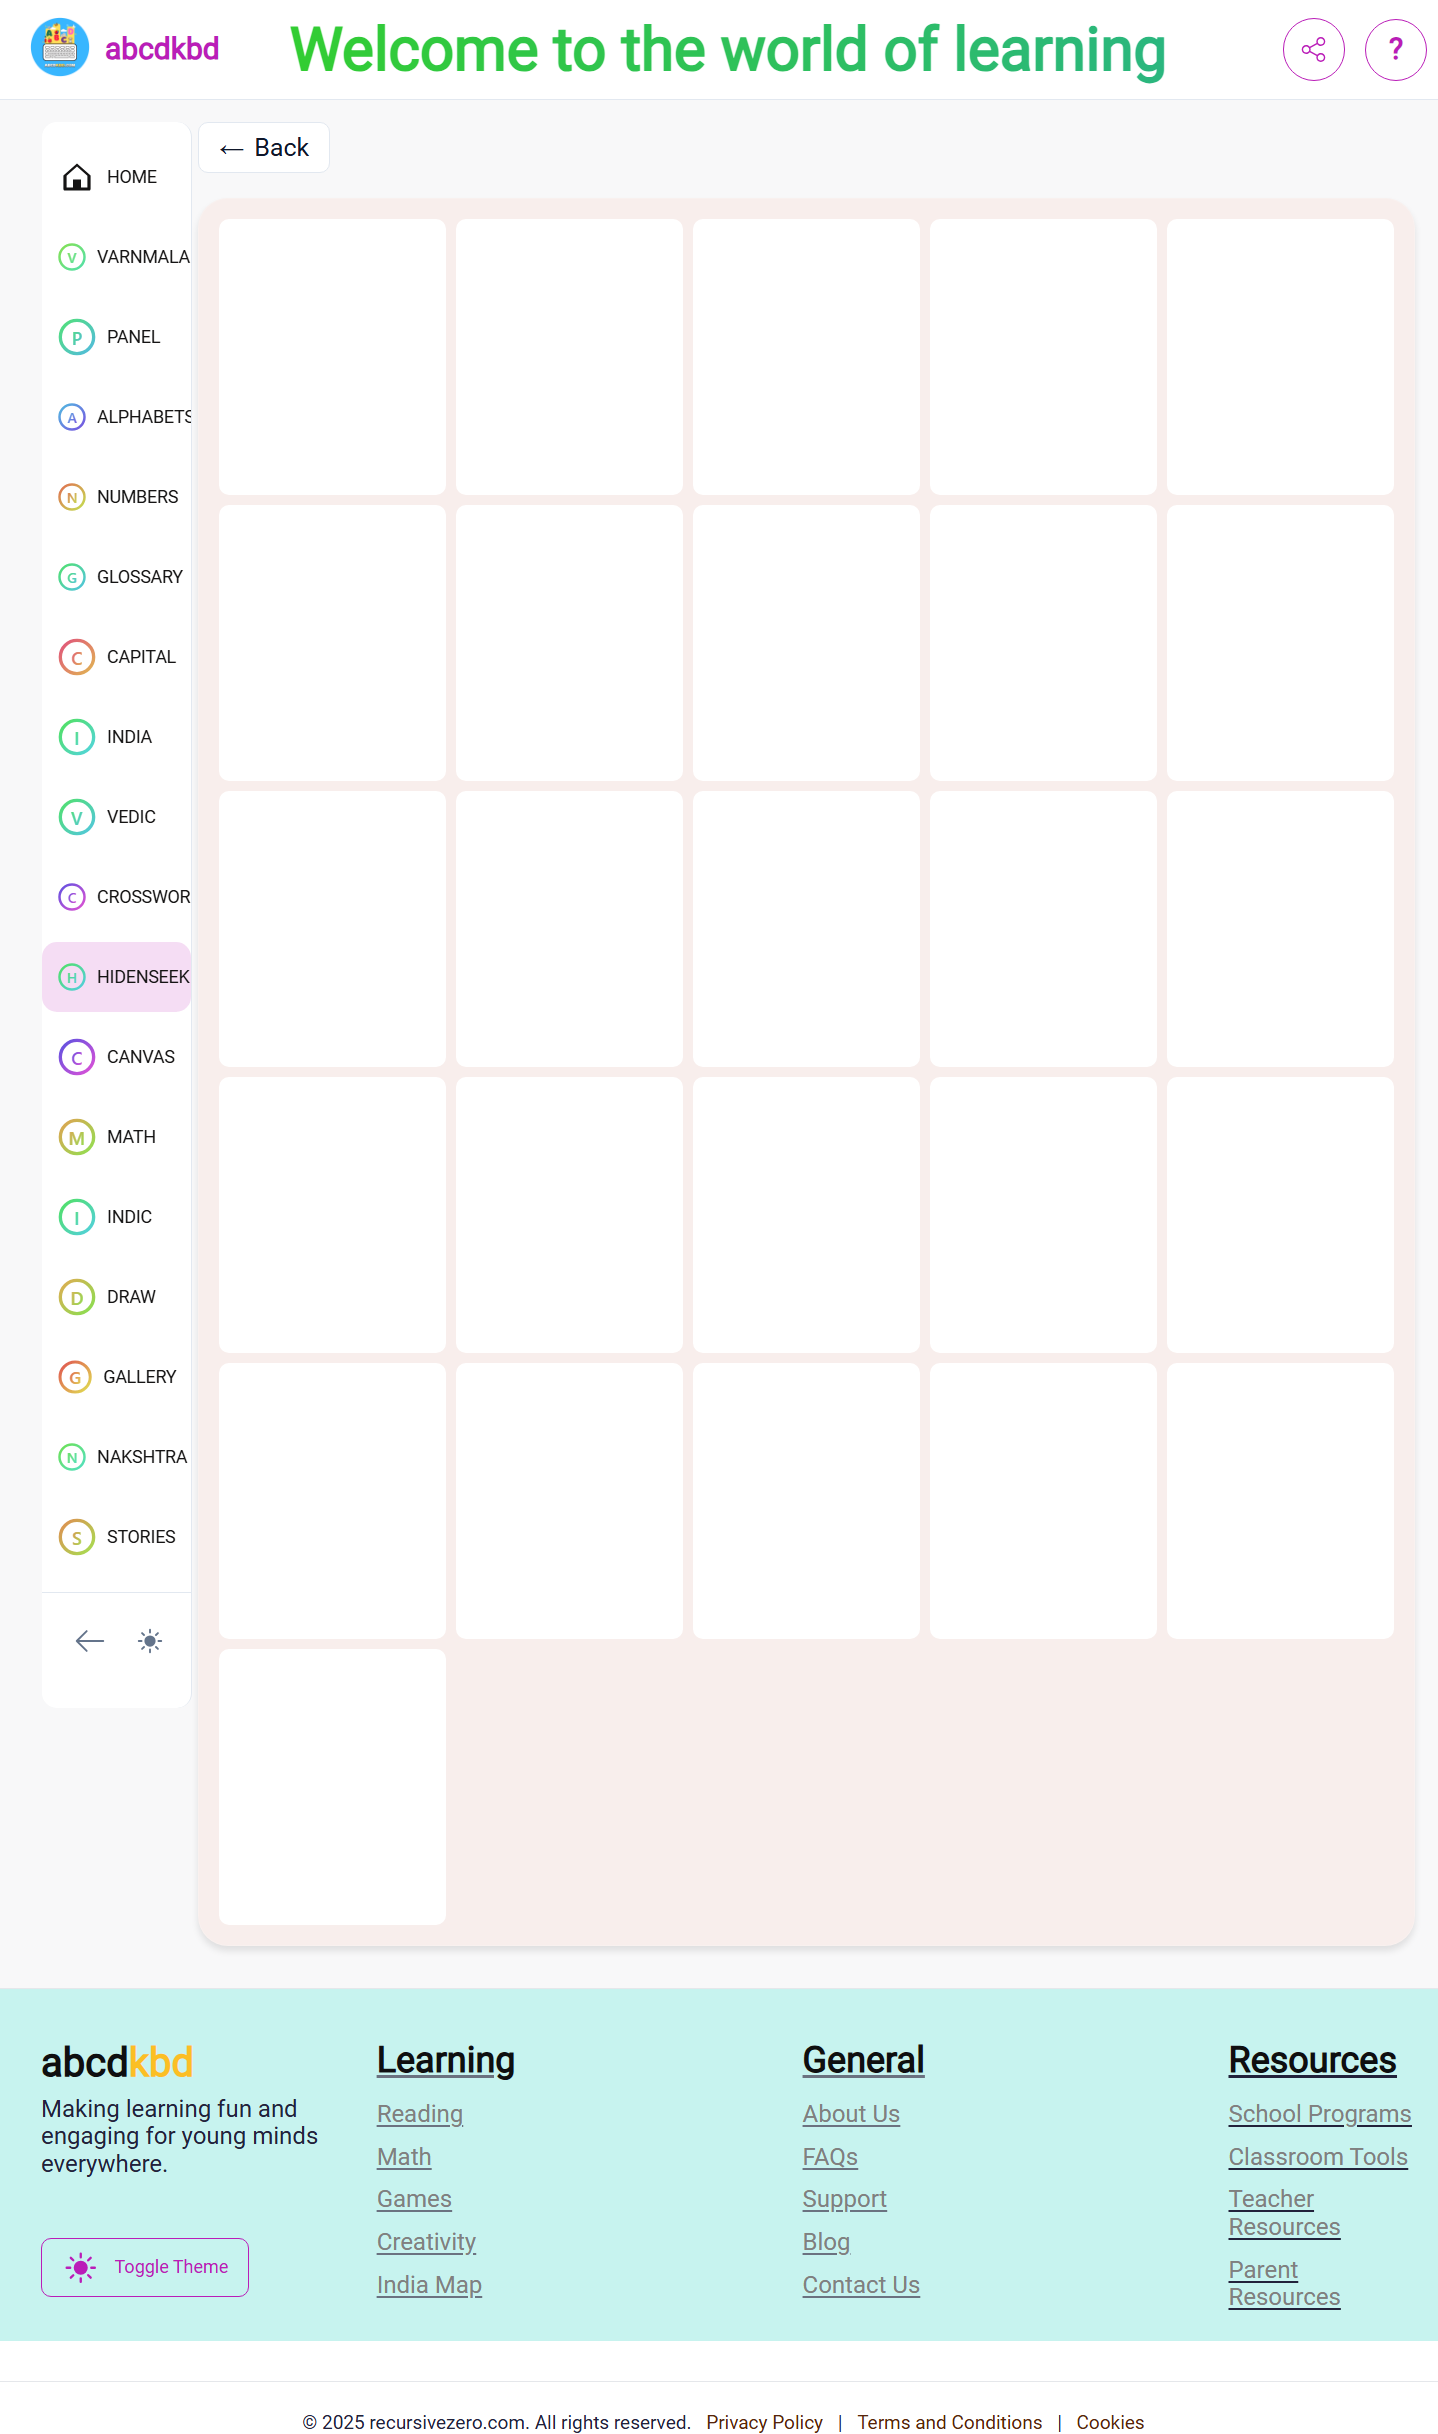 abcdkbd
Welcome to the world of learning
?
← Back
HOME
V VARNMALA
P PANEL
A ALPHABETS
N NUMBERS
G GLOSSARY
C CAPITAL
I INDIA
V VEDIC
C CROSSWOR
H HIDENSEEK
C CANVAS
M MATH
I INDIC
D DRAW
G GALLERY
N NAKSHTRA
S STORIES
abcdkbd
Making learning fun and
engaging for young minds
everywhere.
Toggle Theme
Learning
Reading
Math
Games
Creativity
India Map
General
About Us
FAQs
Support
Blog
Contact Us
Resources
School Programs
Classroom Tools
Teacher
Resources
Parent
Resources
© 2025 recursivezero.com. All rights reserved. Privacy Policy | Terms and Conditions | Cookies